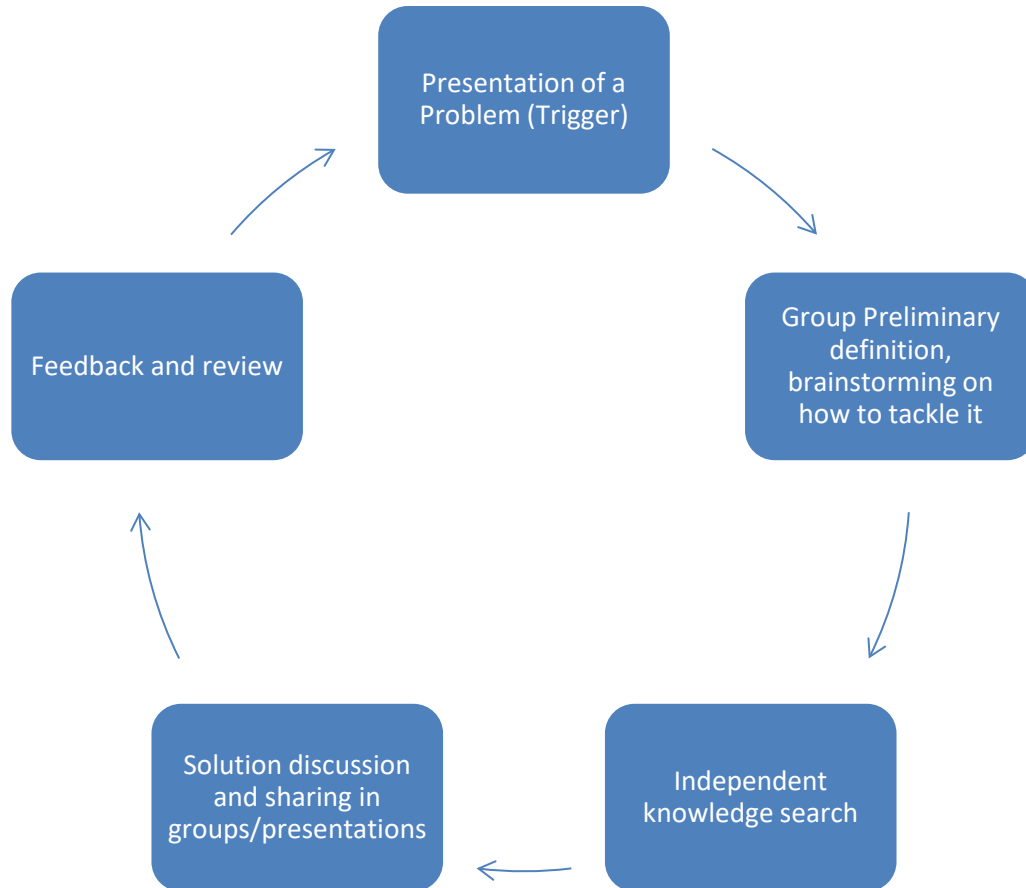 Presentation of a
Problem (Trigger)
Group Preliminary
definition,
brainstorming on
how to tackle it
Independent
knowledge search
Solution discussion
and sharing in
groups/presentations
Feedback and review